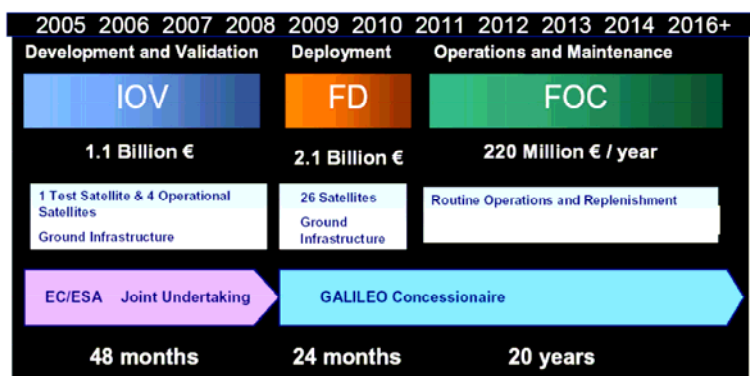 2005 2006 2007 2008 2009 2010 2011 2012 2013 2014 2016+
Development and Validation Deployment Operations and Maintenance
IOV FD FOC
1.1 Billion € 2.1 Billion € 220 Million € / year
1 Test Satellite & 4 Operational
Satellites
Ground Infrastructure
26 Satellites
Ground
Infrastructure
Routine Operations and Replenishment
EC/ESA Joint Undertaking GALILEO Concessionaire
48 months 24 months 20 years